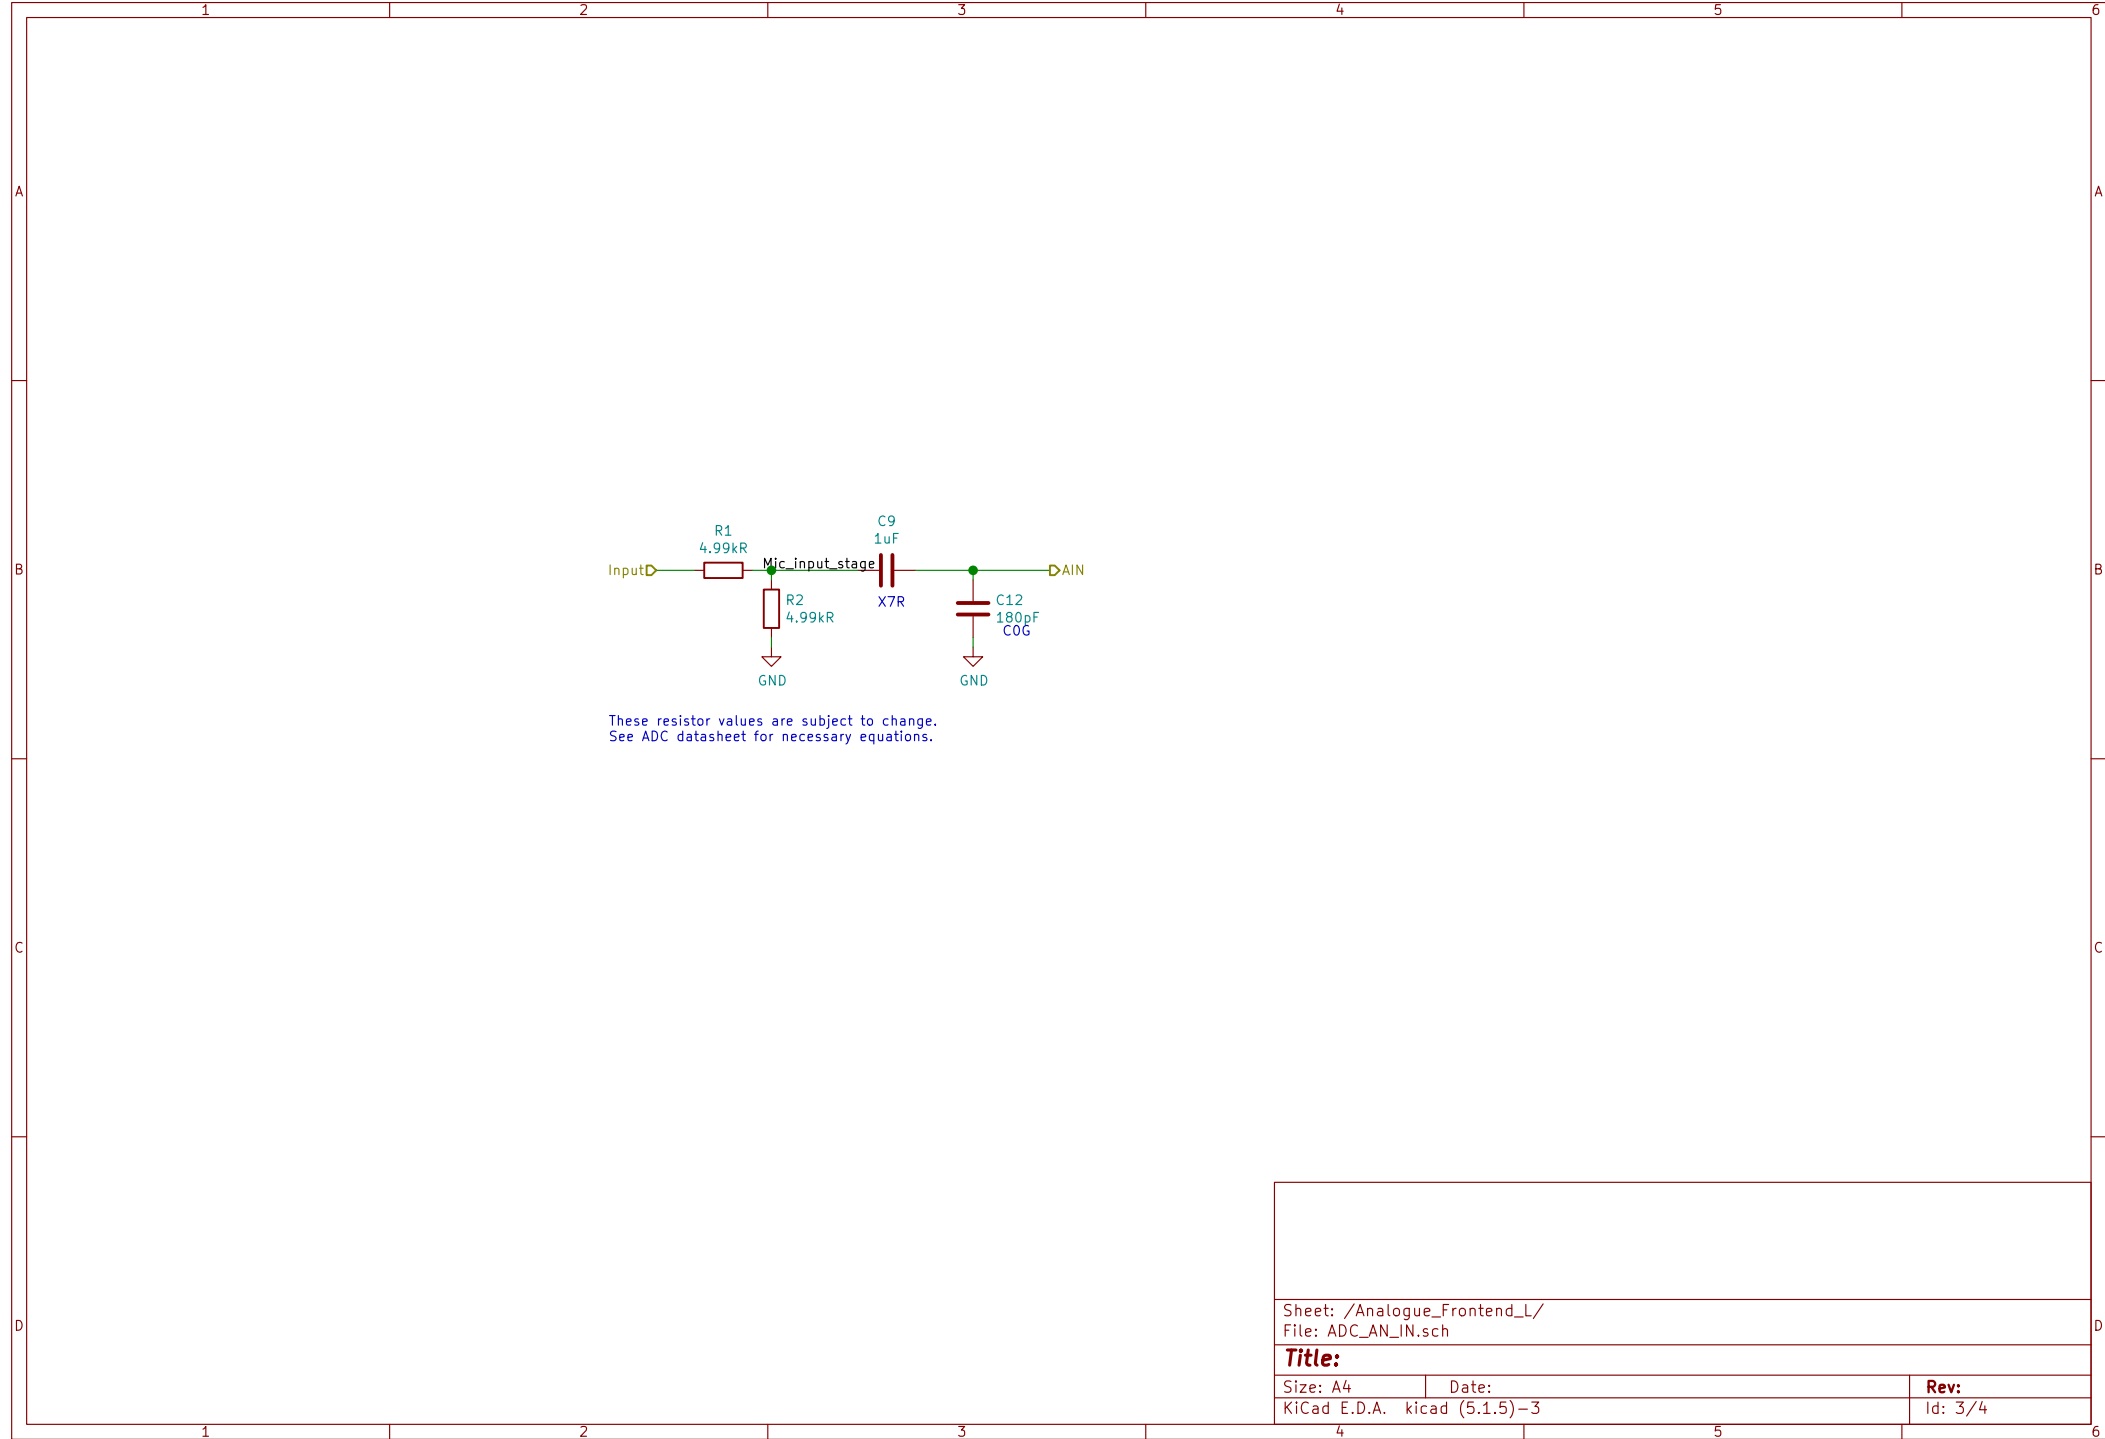 1 2 3 4 5 6
A A
C9
R1 1uF
4.99kR
Mic_input_stage
B Input AIN B
R2 X7R C12
4.99kR 180pF
C0G
GND GND
These resistor values are subject to change.
See ADC datasheet for necessary equations.
C C
Sheet: /Analogue_Frontend_L/
File: ADC_AN_IN.sch
D D
Title:
Size: A4 Date: Rev:
KiCad E.D.A. kicad (5.1.5)-3 Id: 3/4
1 2 3 4 5 6